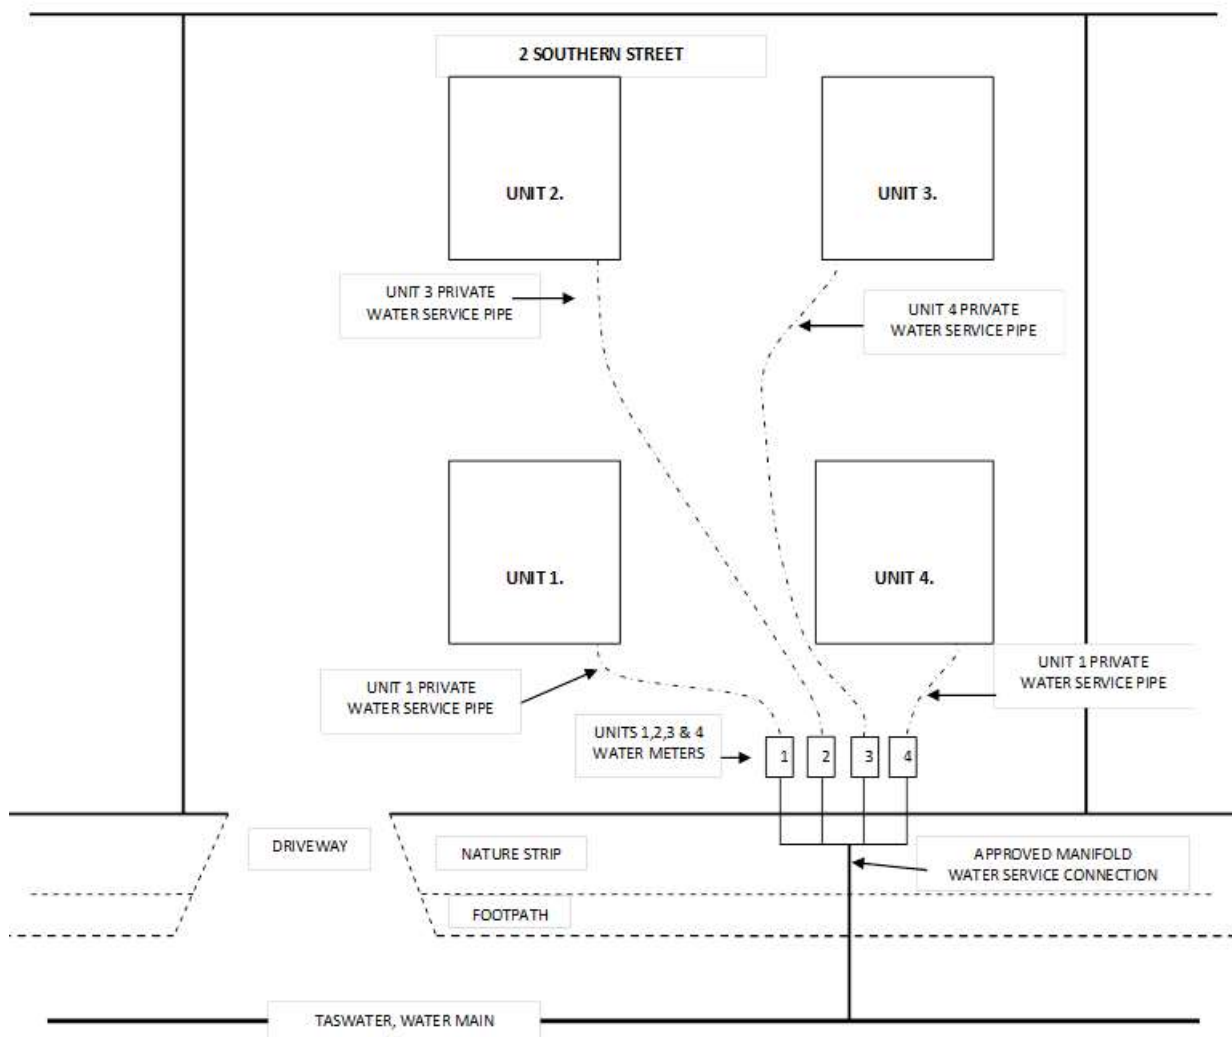 2 SOUTHERN STREET
UNIT 2.
UNIT 3.
UNIT 3 PRIVATE
WATER SERVICE PIPE
UNIT 4 PRIVATE
WATER SERVICE PIPE
UNIT 1.
UNIT 4.
UNIT 1 PRIVATE
WATER SERVICE PIPE
UNIT 1 PRIVATE
WATER SERVICE PIPE
UNITS 1,2,3 & 4
WATER METERS
1
2
3
4
DRIVEWAY
NATURE STRIP
APPROVED MANIFOLD
WATER SERVICE CONNECTION
FOOTPATH
TASWATER, WATER MAIN